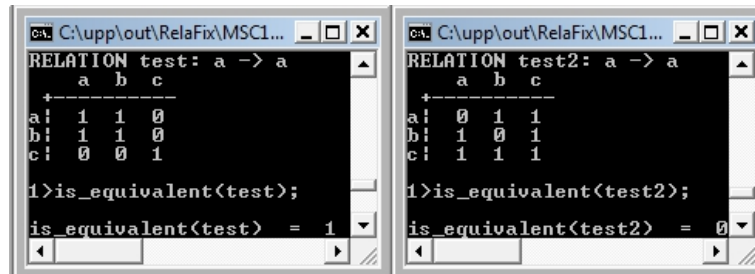 C:\upp\out\RelaFix\MSC1...
RELATION test: a -> a
a b c
+-----------
a¦ 1 1 0
b¦ 1 1 0
c¦ 0 0 1
1>is_equivalent(test);
is_equivalent(test) = 1
C:\upp\out\RelaFix\MSC1...
RELATION test2: a -> a
a b c
+-----------
a¦ 0 1 1
b¦ 1 0 1
c¦ 1 1 1
1>is_equivalent(test2);
is_equivalent(test2) = 0